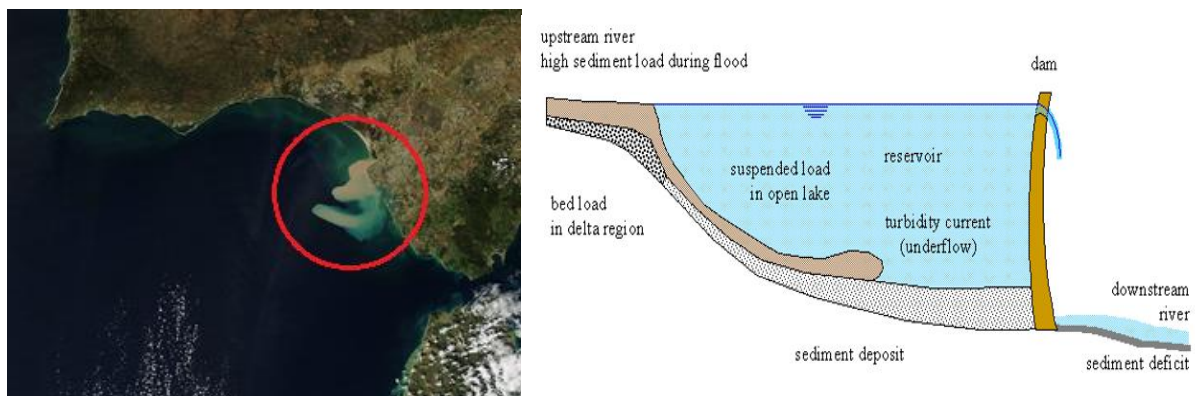 upstream river
high sediment load during flood
dam
reservoir
suspended load
in open lake
bed load
in delta region
turbidity current
(underflow)
downstream
river
sediment deposit
sediment deficit